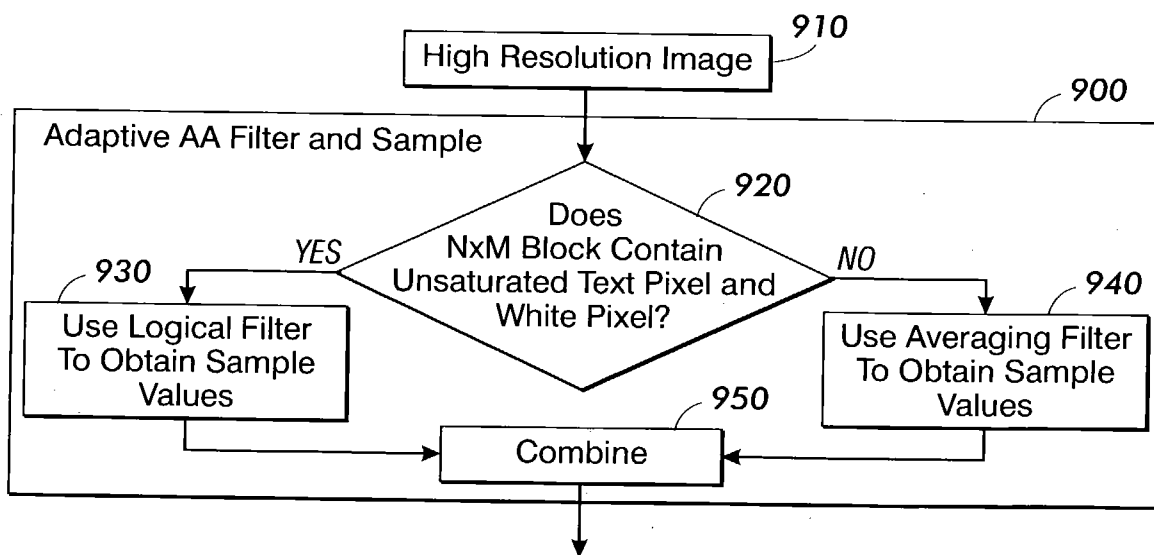 910
High Resolution Image
900
Adaptive AA Filter and Sample
920
Does
NxM Block Contain
Unsaturated Text Pixel and
White Pixel?
YES
NO
930
Use Logical Filter
To Obtain Sample
Values
940
Use Averaging Filter
To Obtain Sample
Values
950
Combine